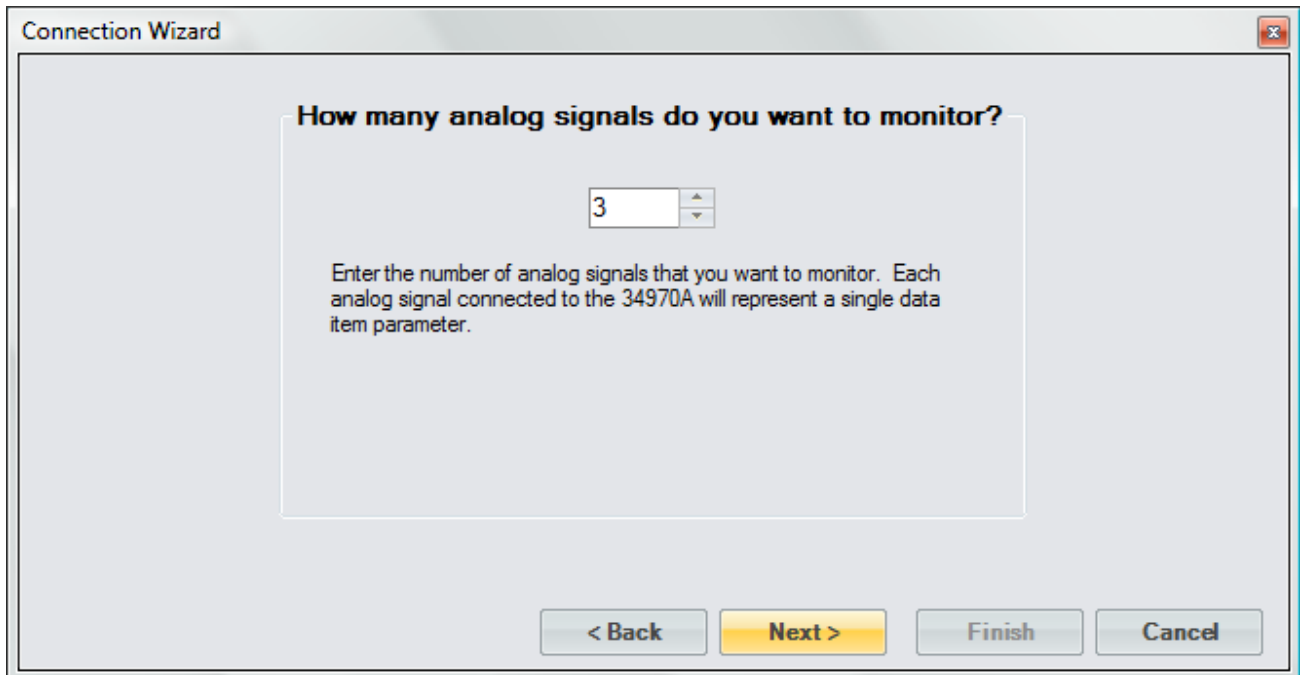 Connection Wizard
How many analog signals do you want to monitor?
3
Enter the number of analog signals that you want to monitor.  Each
analog signal connected to the 34970A will represent a single data
item parameter.
< Back
Next >
Finish
Cancel